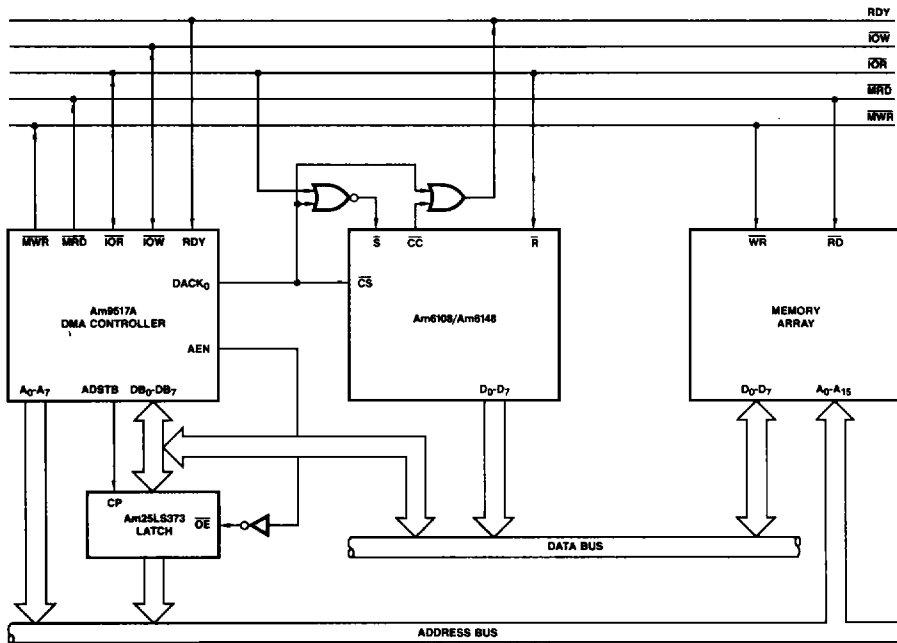 RDY
IOW
IOR
MRD
MWR
MWR MRD IOR IOW RDY
S CC R
WR RD
DACK0
CS
Am9517A
DMA CONTROLLER
Am6108/Am6148
MEMORY
ARRAY
AEN
A0-A7 ADSTB DB0-DB7
D0-D7
D0-D7 A0-A15
CP
Am25LS373
LATCH
OE
DATA BUS
ADDRESS BUS